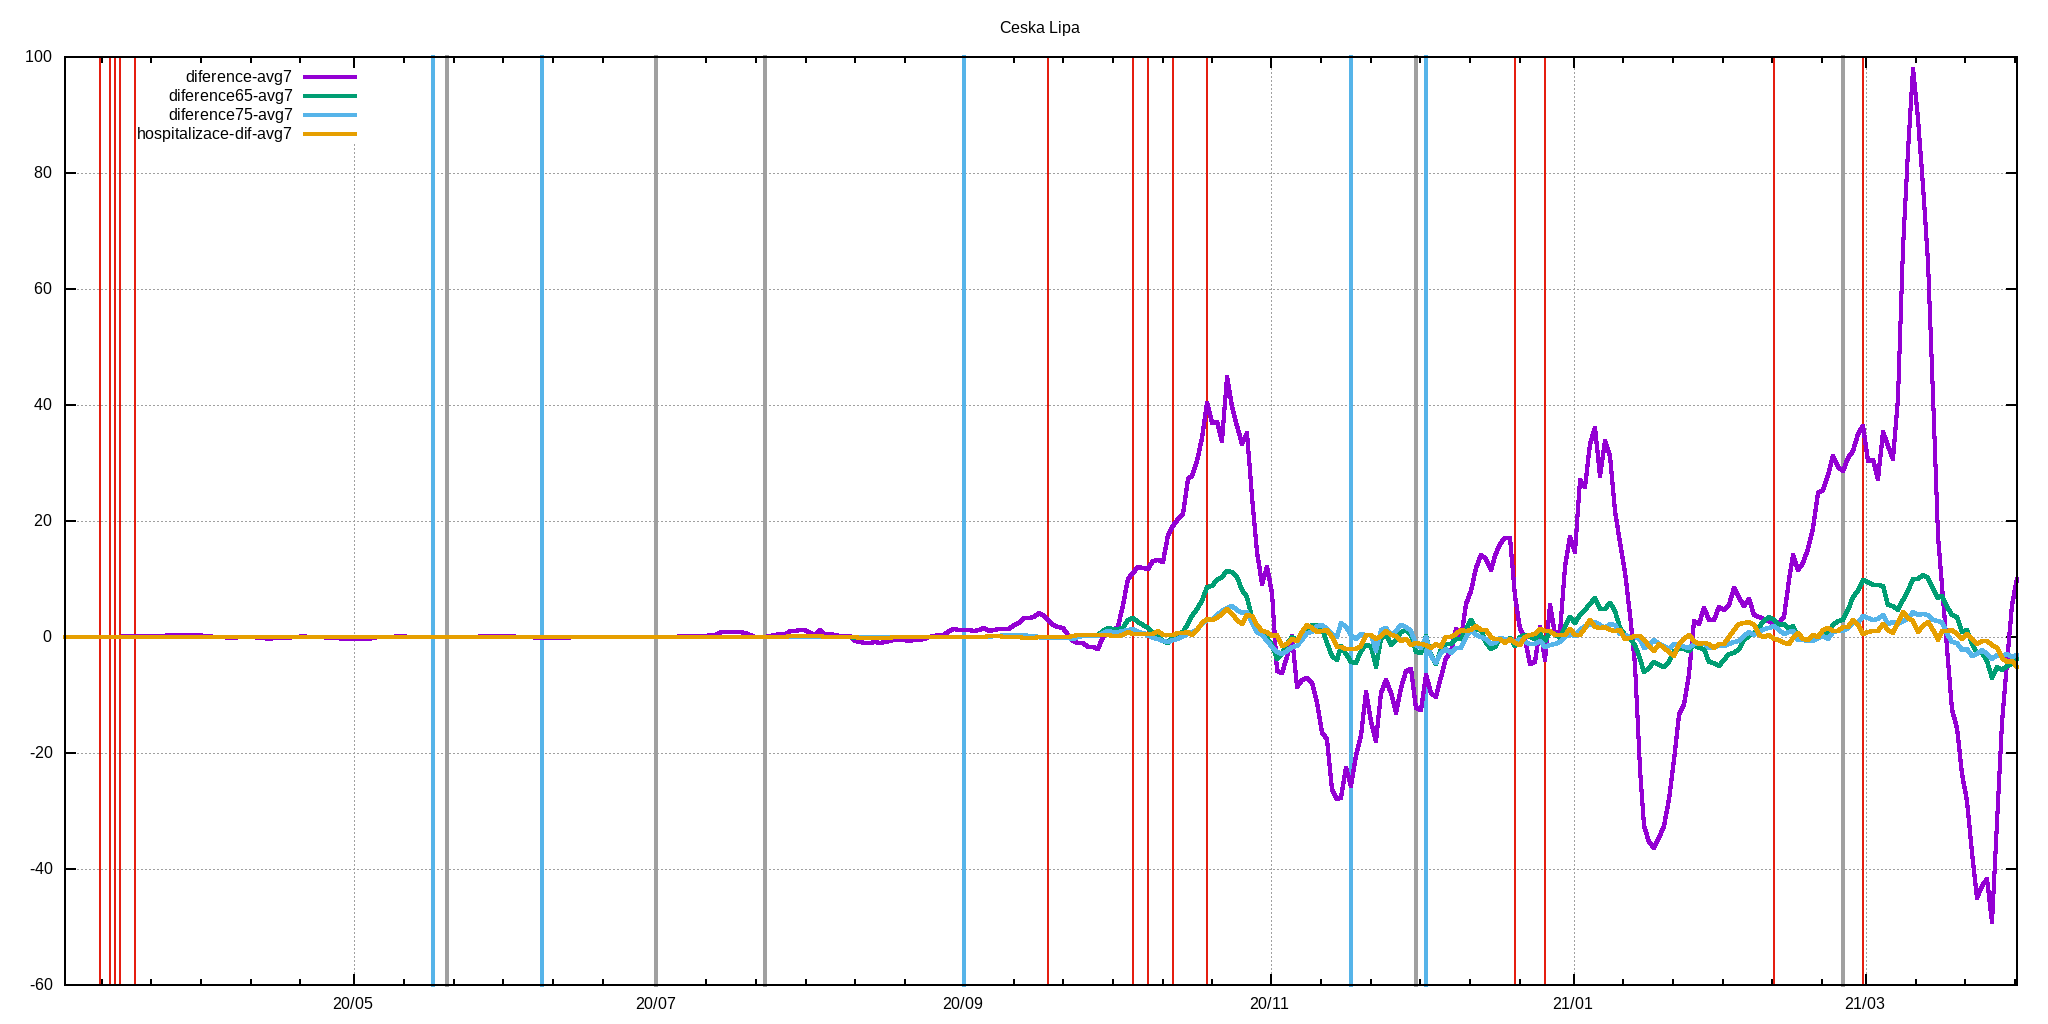 Ceska Lipa
100
80
60
40
20
0
-20
-40
-60
diference-avg7
diference65-avg7
diference75-avg7
hospitalizace-dif-avg7
20/05 20/07 20/09 20/11 21/01 21/03